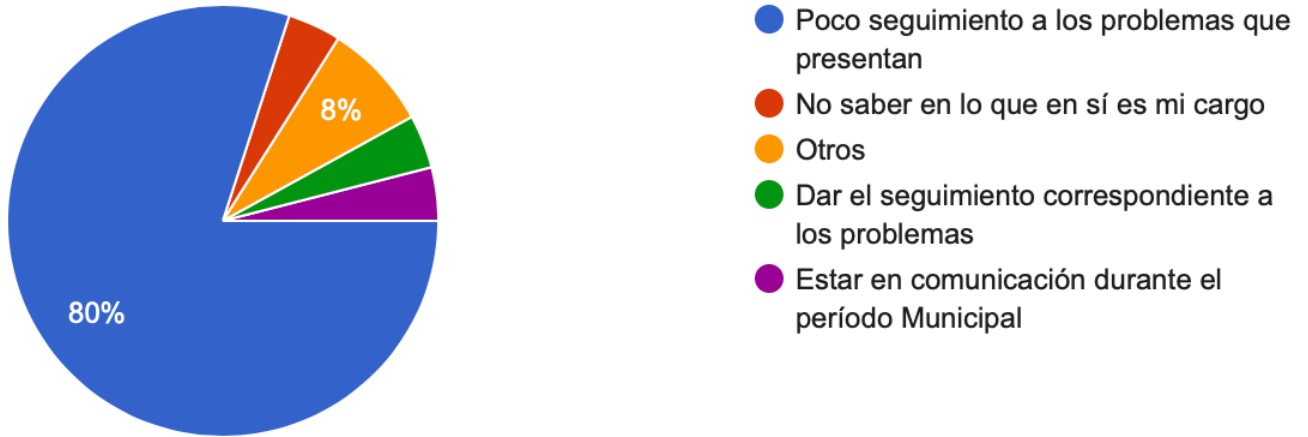 8%
80%
Poco seguimiento a los problemas que
presentan
No saber en lo que en sí es mi cargo
Otros
Dar el seguimiento correspondiente a
los problemas
Estar en comunicación durante el
período Municipal